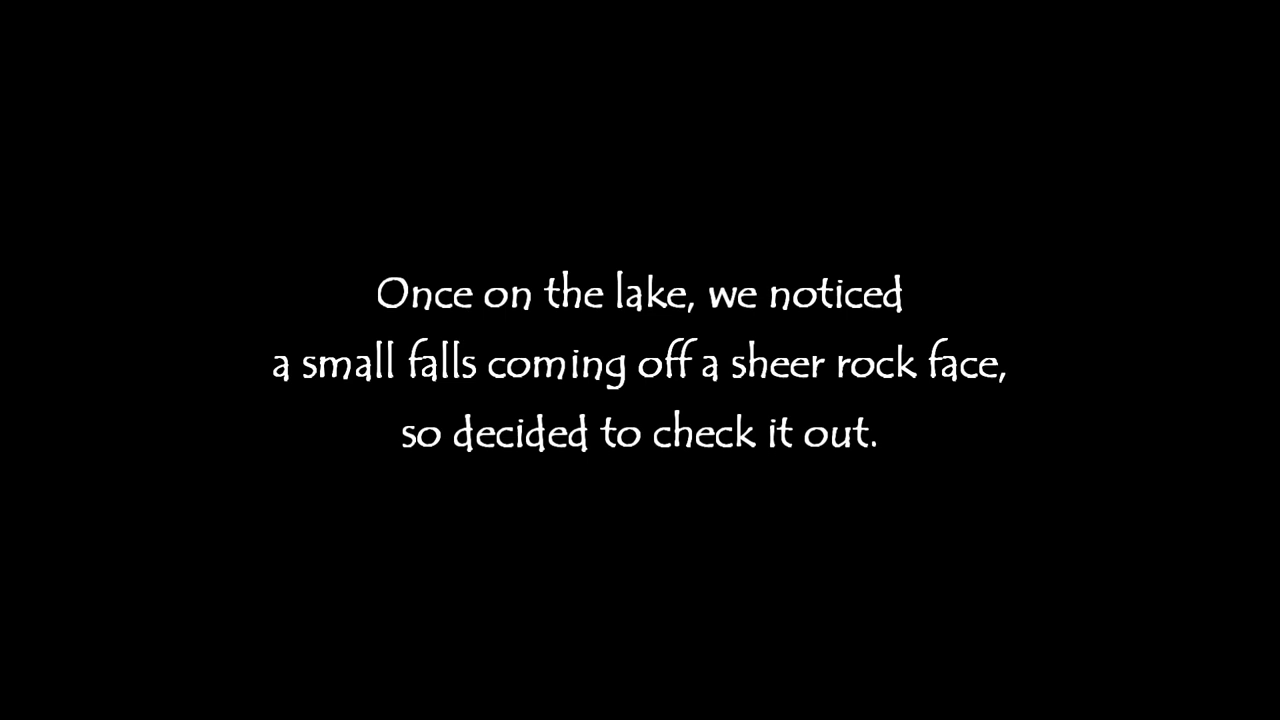 Once on the lake, we noticed
a small falls coming off a sheer rock face,
so decided to check it out.